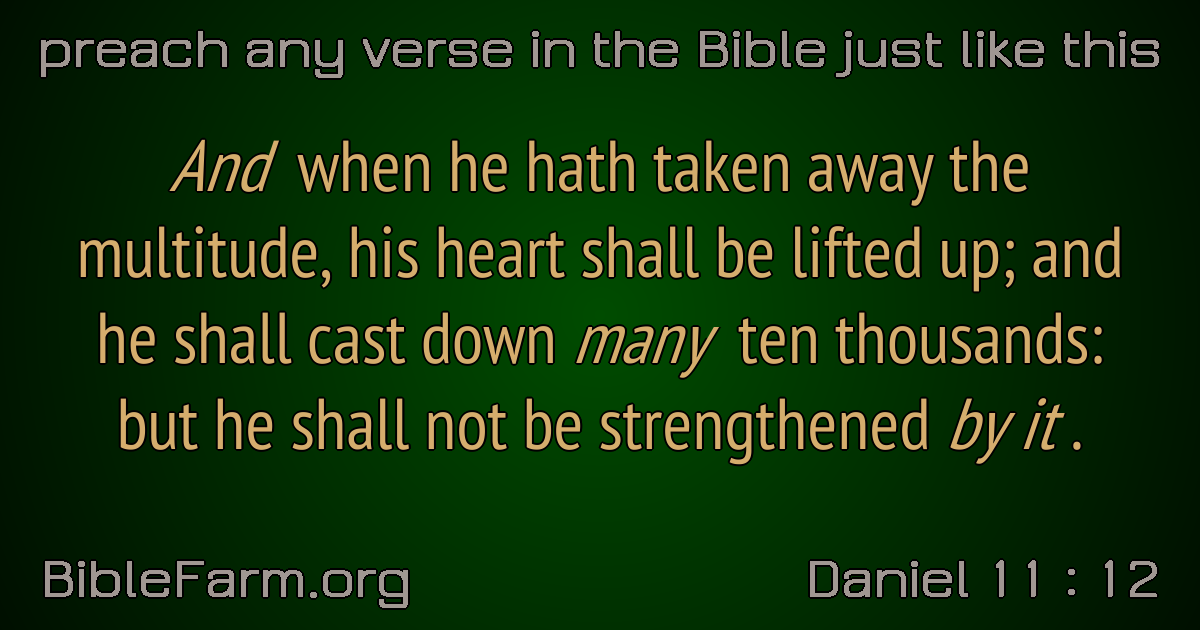 preach any verse in the Bible just like this
And when he hath taken away the
multitude, his heart shall be lifted up; and
he shall cast down many ten thousands:
but he shall not be strengthened by it .
BibleFarm.org
Daniel 11 : 12